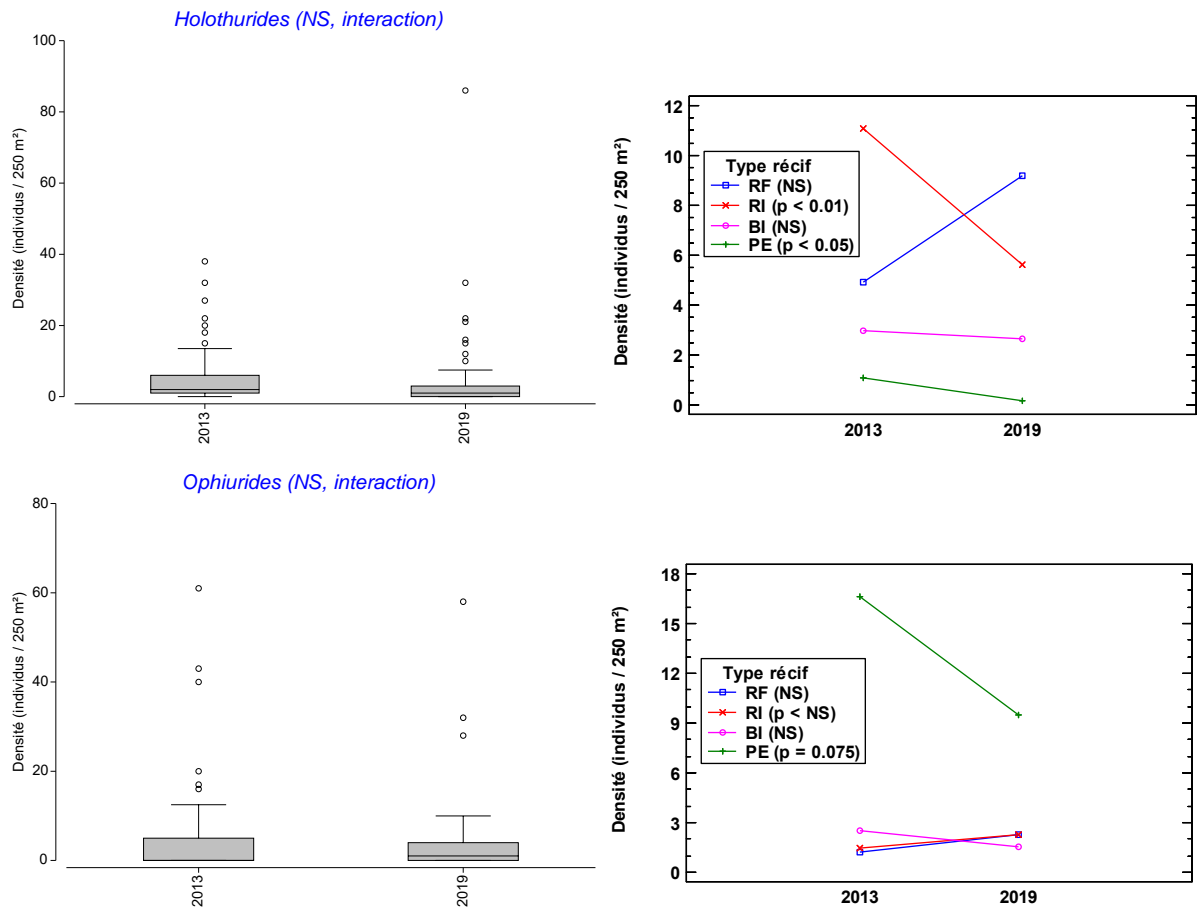 Holothurides (NS, interaction)
100
80
60
40
20
0
Densité (individus / 250 m²)
2013
2019
12
10
8
6
4
2
0
Densité (individus / 250 m²)
Type récif
RF (NS)
RI (p < 0.01)
BI (NS)
PE (p < 0.05)
2013
2019
Ophiurides (NS, interaction)
80
60
40
20
0
Densité (individus / 250 m²)
2013
2019
18
15
12
9
6
3
0
Densité (individus / 250 m²)
Type récif
RF (NS)
RI (p < NS)
BI (NS)
PE (p = 0.075)
2013
2019